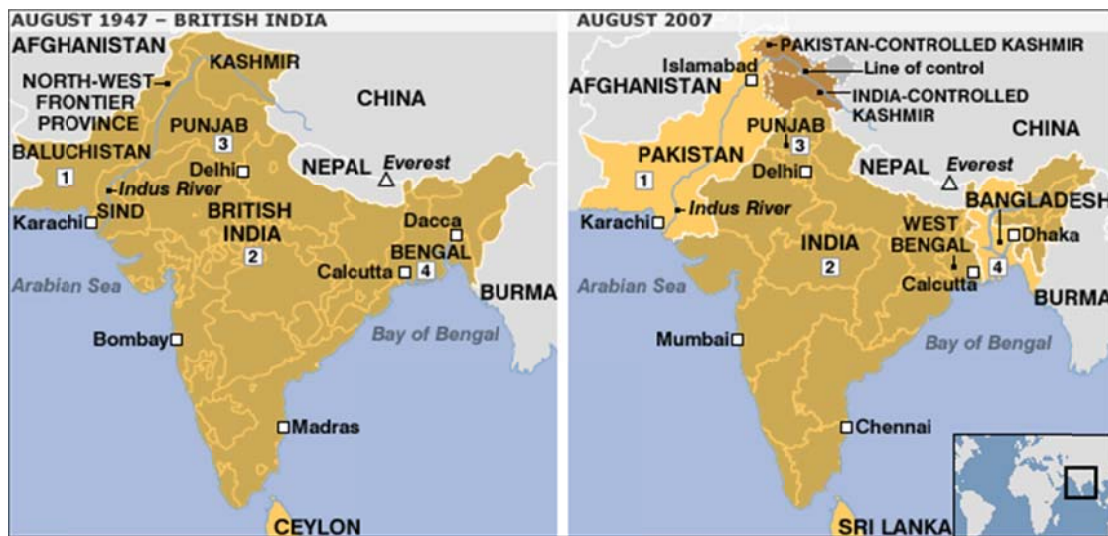 AUGUST 1947 – BRITISH INDIA
AFGHANISTAN
KASHMIR
NORTH-WEST
FRONTIER
PROVINCE
CHINA
PUNJAB
3
BALUCHISTAN
1
Delhi
NEPAL
Everest
Indus River
SIND
Karachi
BRITISH
INDIA
2
Dacca
BENGAL
4
Calcutta
Arabian Sea
BURMA
Bombay
Bay of Bengal
Madras
CEYLON
AUGUST 2007
PAKISTAN-CONTROLLED KASHMIR
Islamabad
Line of control
AFGHANISTAN
INDIA-CONTROLLED
KASHMIR
CHINA
PUNJAB
3
PAKISTAN
1
Delhi
NEPAL
Everest
Indus River
BANGLADESH
Karachi
WEST
BENGAL
Dhaka
INDIA
2
4
Calcutta
Arabian Sea
BURMA
Mumbai
Bay of Bengal
Chennai
SRI LANKA